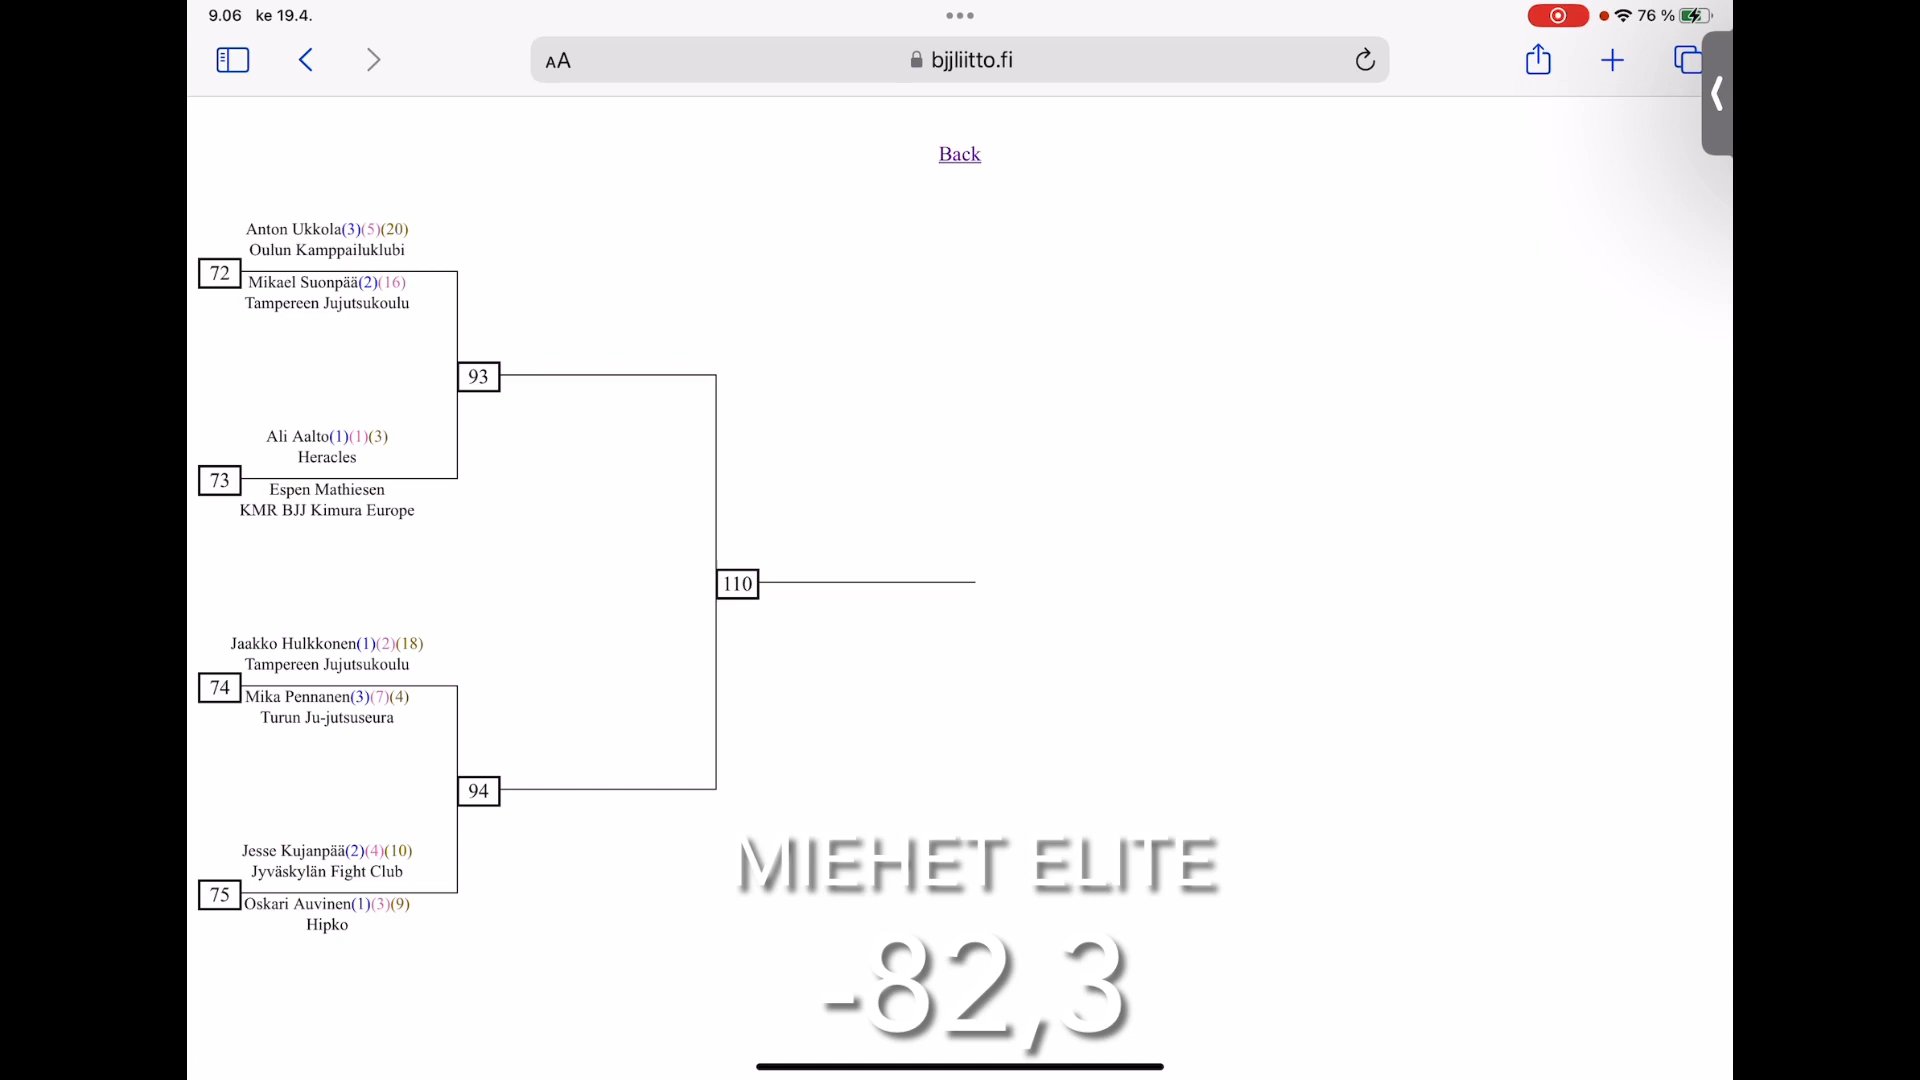 9.06 ke 19.4.
76 %
AA
bjjliitto.fi
Back
Anton Ukkola(3)(5)(20)
Oulun Kamppailuklubi
72
Mikael Suonpää(2)(16)
Tampereen Jujutsukoulu
93
Ali Aalto(1)(1)(3)
Heracles
73
Espen Mathiesen
KMR BJJ Kimura Europe
110
Jaakko Hulkkonen(1)(2)(18)
Tampereen Jujutsukoulu
74
Mika Pennanen(3)(7)(4)
Turun Ju-jutsuseura
94
Jesse Kujanpää(2)(4)(10)
Jyväskylän Fight Club
75
Oskari Auvinen(1)(3)(9)
Hipko
MIEHET ELITE
-82,3